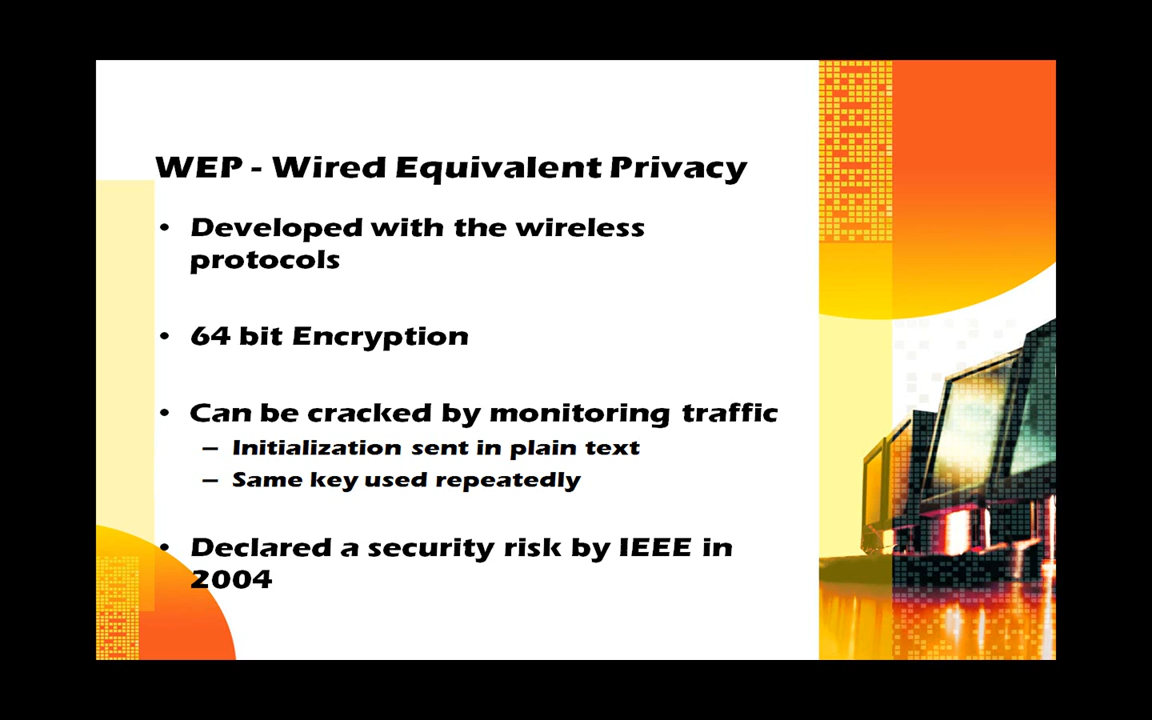 WEP - Wired Equivalent Privacy
• Developed with the wireless
protocols
• 64 bit Encryption
• Can be cracked by monitoring traffic
– Initialization sent in plain text
– Same key used repeatedly
• Declared a security risk by IEEE in
2004